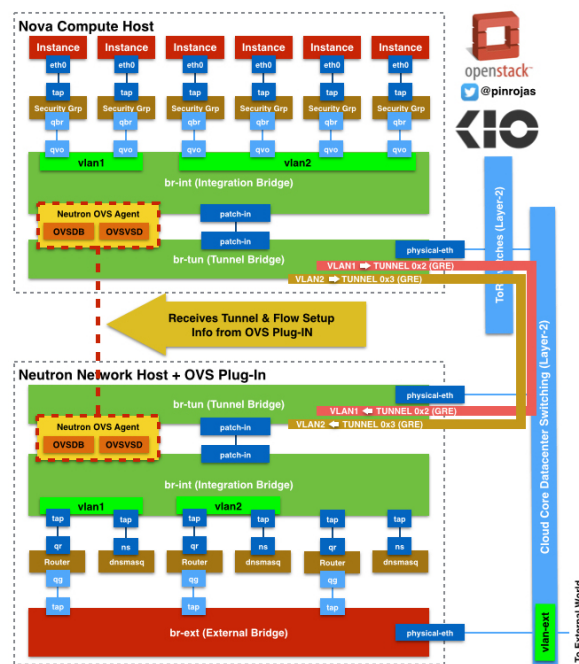 Nova Compute Host
Instance Instance Instance Instance Instance Instance
eth0 eth0 eth0 eth0 eth0 eth0
tap tap tap tap tap tap
Security Grp Security Grp Security Grp Security Grp Security Grp Security Grp
qbr qbr qbr qbr qbr qbr
qvo qvo qvo qvo qvo qvo
vlan1 vlan2
br-int (Integration Bridge)
Neutron OVS Agent
OVSDB OVSVSD
patch-in
patch-in
br-tun (Tunnel Bridge)
physical-eth
VLAN1 TUNNEL 0x2 (GRE)
VLAN2 TUNNEL 0x3 (GRE)
openstack™
@pinrojas
KIO
(Layer-2)
Cloud Core Datacenter Switching (Layer-2)
Receives Tunnel & Flow Setup
Info from OVS Plug-IN
Neutron Network Host + OVS Plug-In
br-tun (Tunnel Bridge)
physical-eth
VLAN1 TUNNEL 0x2 (GRE)
VLAN2 TUNNEL 0x3 (GRE)
Neutron OVS Agent
OVSDB OVSVSD
patch-in
patch-in
br-int (Integration Bridge)
vlan1 vlan2
tap tap tap tap tap tap
qr ns qr ns qr ns
Router dnsmasq Router dnsmasq Router dnsmasq
qg qg qg
tap tap tap
br-ext (External Bridge)
physical-eth
vlan-ext
To External World